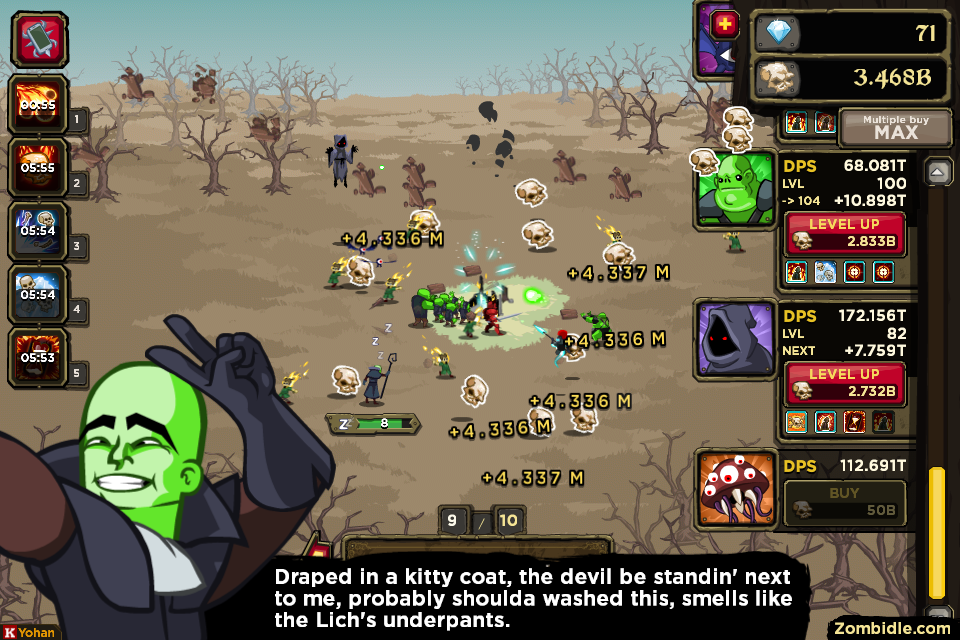 71
3.468B
00:55
1
05:55
2
05:54
3
05:54
4
05:53
5
Multiple buy
MAX
DPS 68.081T
LVL 100
-> 104 +10.898T
LEVEL UP
2.833B
DPS 172.156T
LVL 82
NEXT +7.759T
LEVEL UP
2.732B
DPS 112.691T
BUY
50B
+4.336 M
+4.337 M
+4.336 M
+4.336 M
+4.336 M
+4.337 M
z
z
z
Z 8
9 / 10
Draped in a kitty coat, the devil be standin' next
to me, probably shoulda washed this, smells like
the Lich's underpants.
K Yohan
Zombidle.com